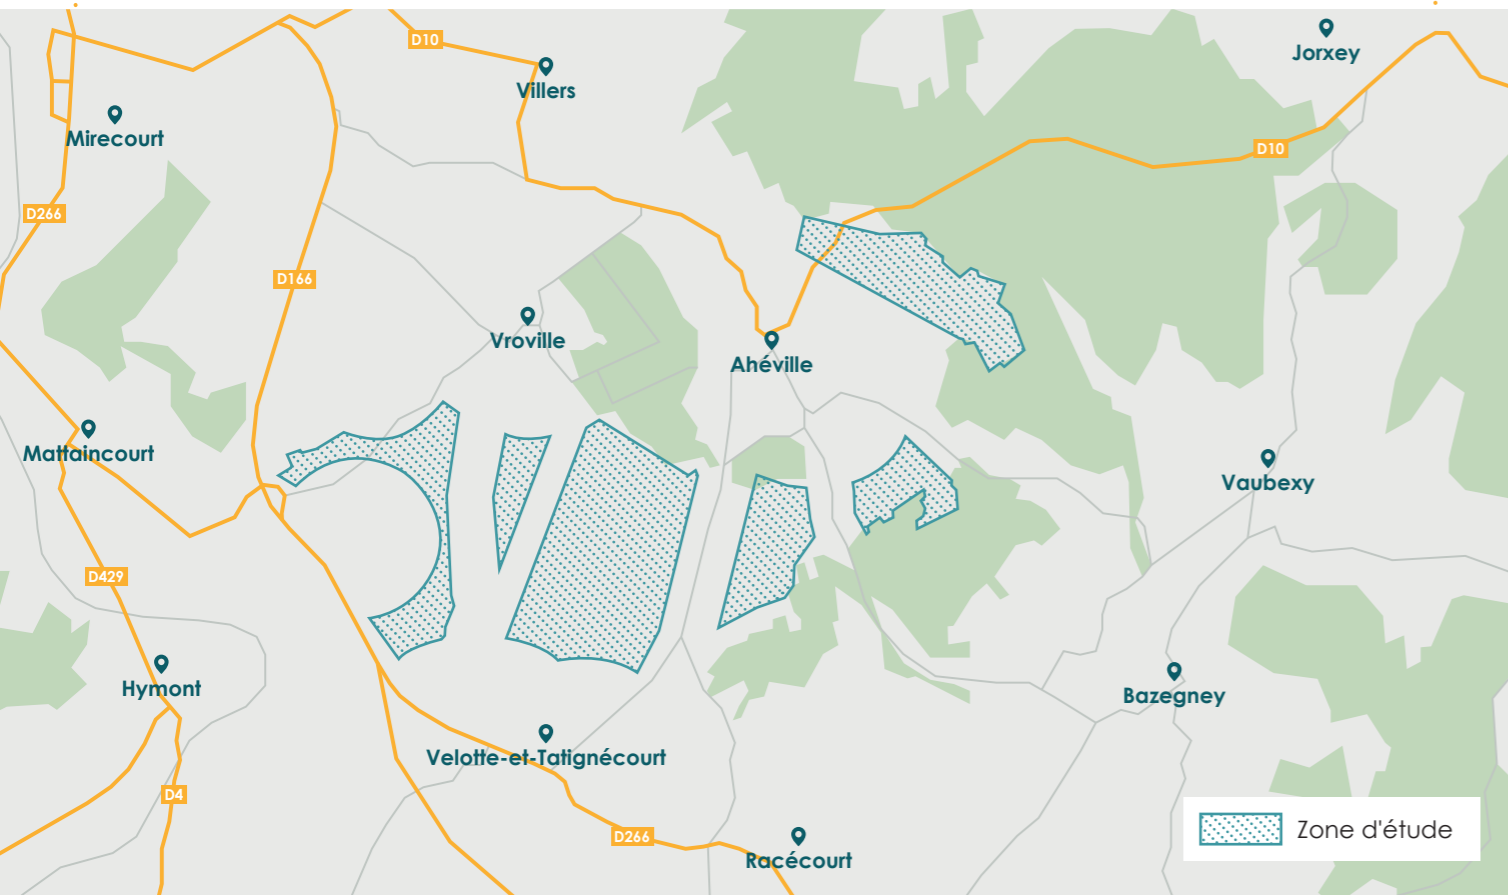 D10
Jorxey
Villers
Mirecourt
D10
D266
D166
Vroville
Ahéville
Mattaincourt
Vaubexy
D429
Hymont
Bazegney
Velotte-et-Tatignécourt
D4
D266
Racécourt
Zone d'étude